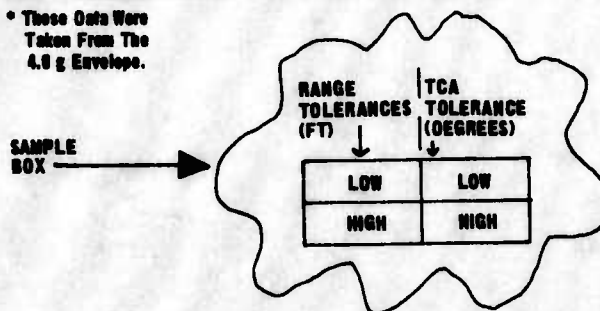 * These Data Were
Taken From The
4.0 g Envelope.
SAMPLE
BOX
RANGE
TOLERANCES
(FT)
TCA
TOLERANCE
(DEGREES)
LOW LOW
HIGH HIGH